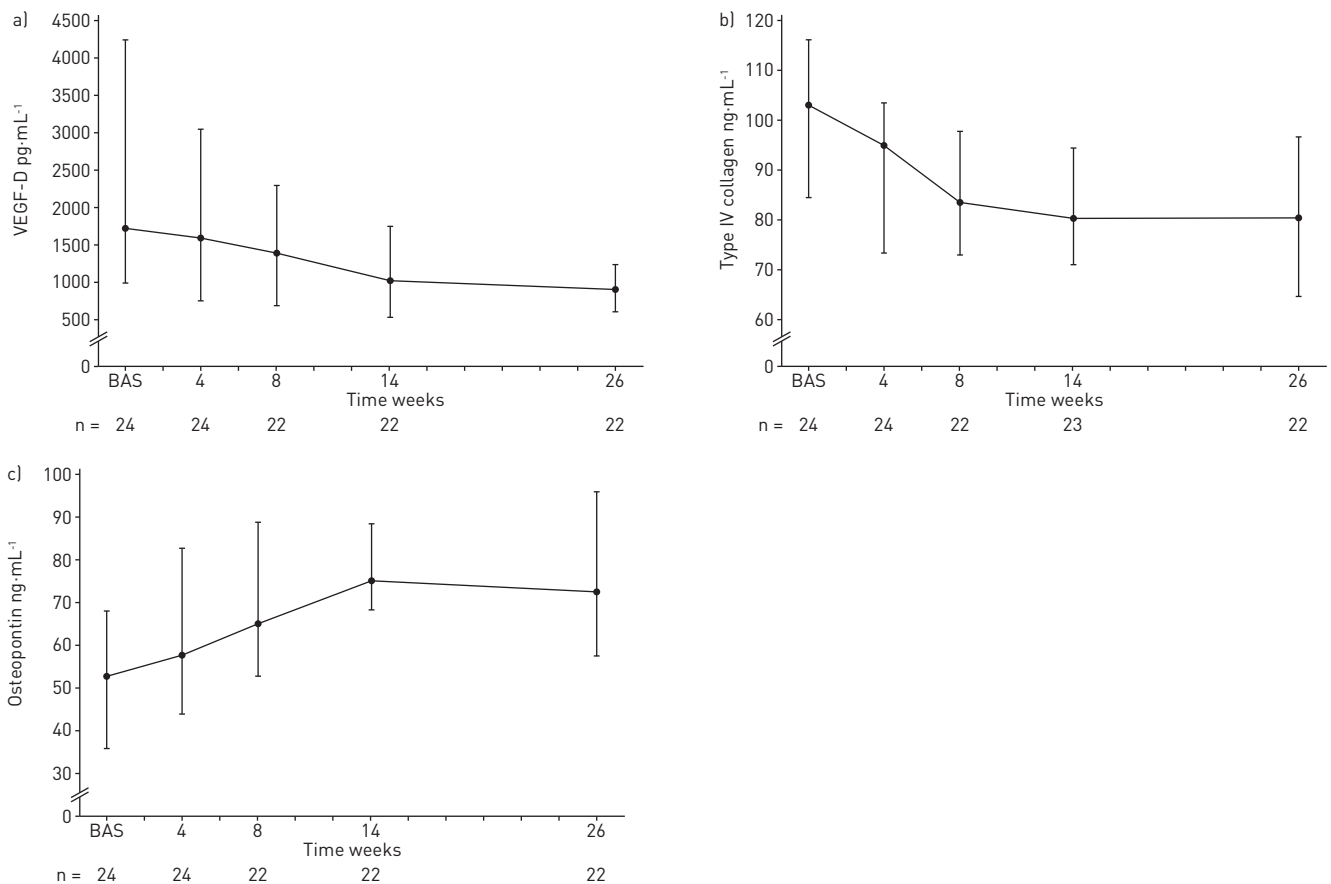 a)
VEGF-D pg·mL⁻¹
4500
4000
3500
3000
2500
2000
1500
1000
500
0
BAS 4 8 14 26
Time weeks
n = 24 24 22 22 22
b)
Type IV collagen ng·mL⁻¹
120
110
100
90
80
70
60
0
BAS 4 8 14 26
Time weeks
n = 24 24 22 23 22
c)
Osteopontin ng·mL⁻¹
100
90
80
70
60
50
40
30
0
BAS 4 8 14 26
Time weeks
n = 24 24 22 22 22